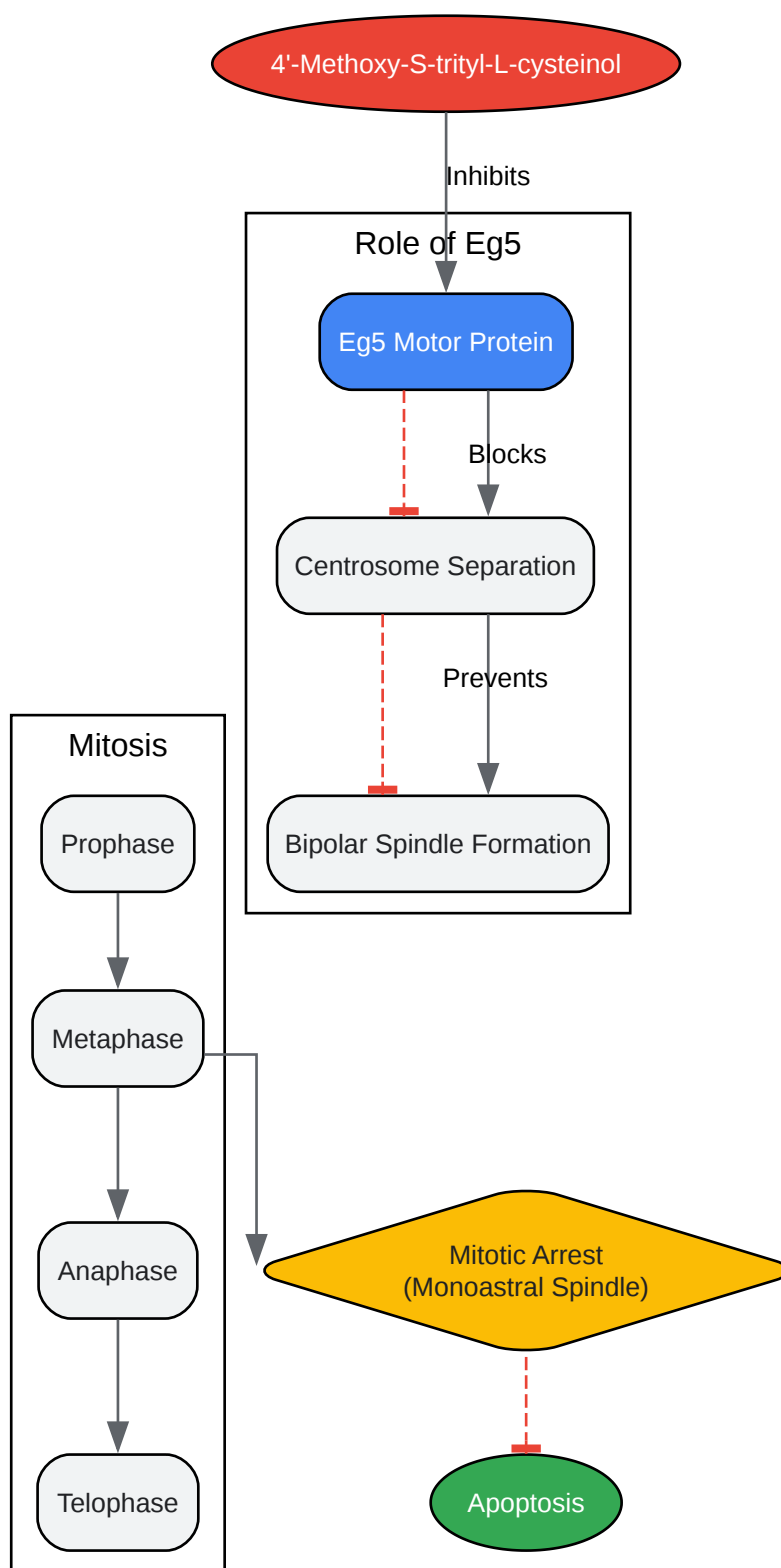 4'-Methoxy-S-trityl-L-cysteinol
Inhibits
Role of Eg5
Eg5 Motor Protein
Blocks
Centrosome Separation
Prevents
Bipolar Spindle Formation
Mitosis
Prophase
Metaphase
Anaphase
Telophase
Mitotic Arrest
(Monoastral Spindle)
Apoptosis